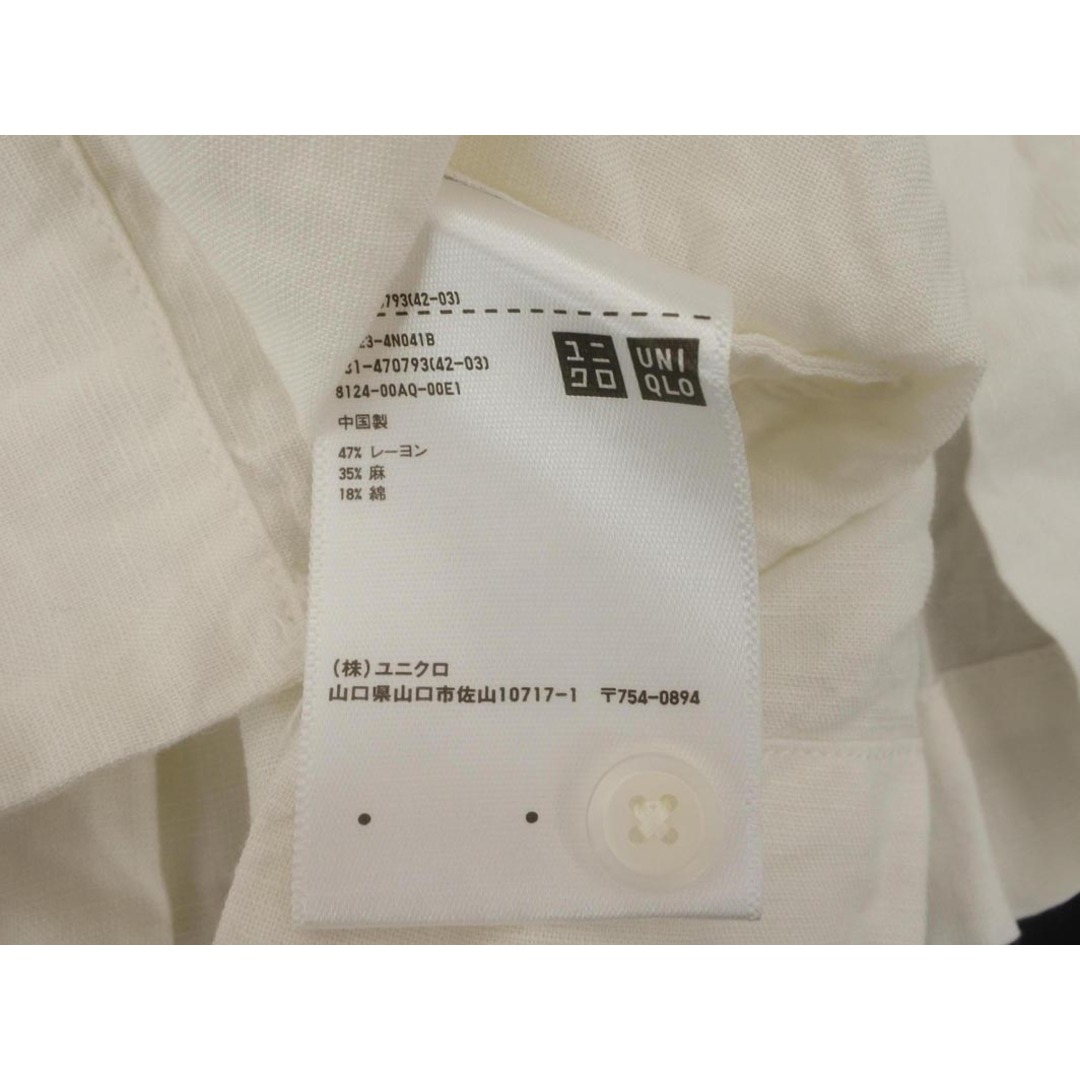 793(42-03)
23-4N041B
31-470793(42-03)
8124-00AQ-00E1
ユニクロ
UNIQLO
中国製
47% レーヨン
35% 麻
18% 綿
(株)ユニクロ
山口県山口市佐山10717-1 〒754-0894